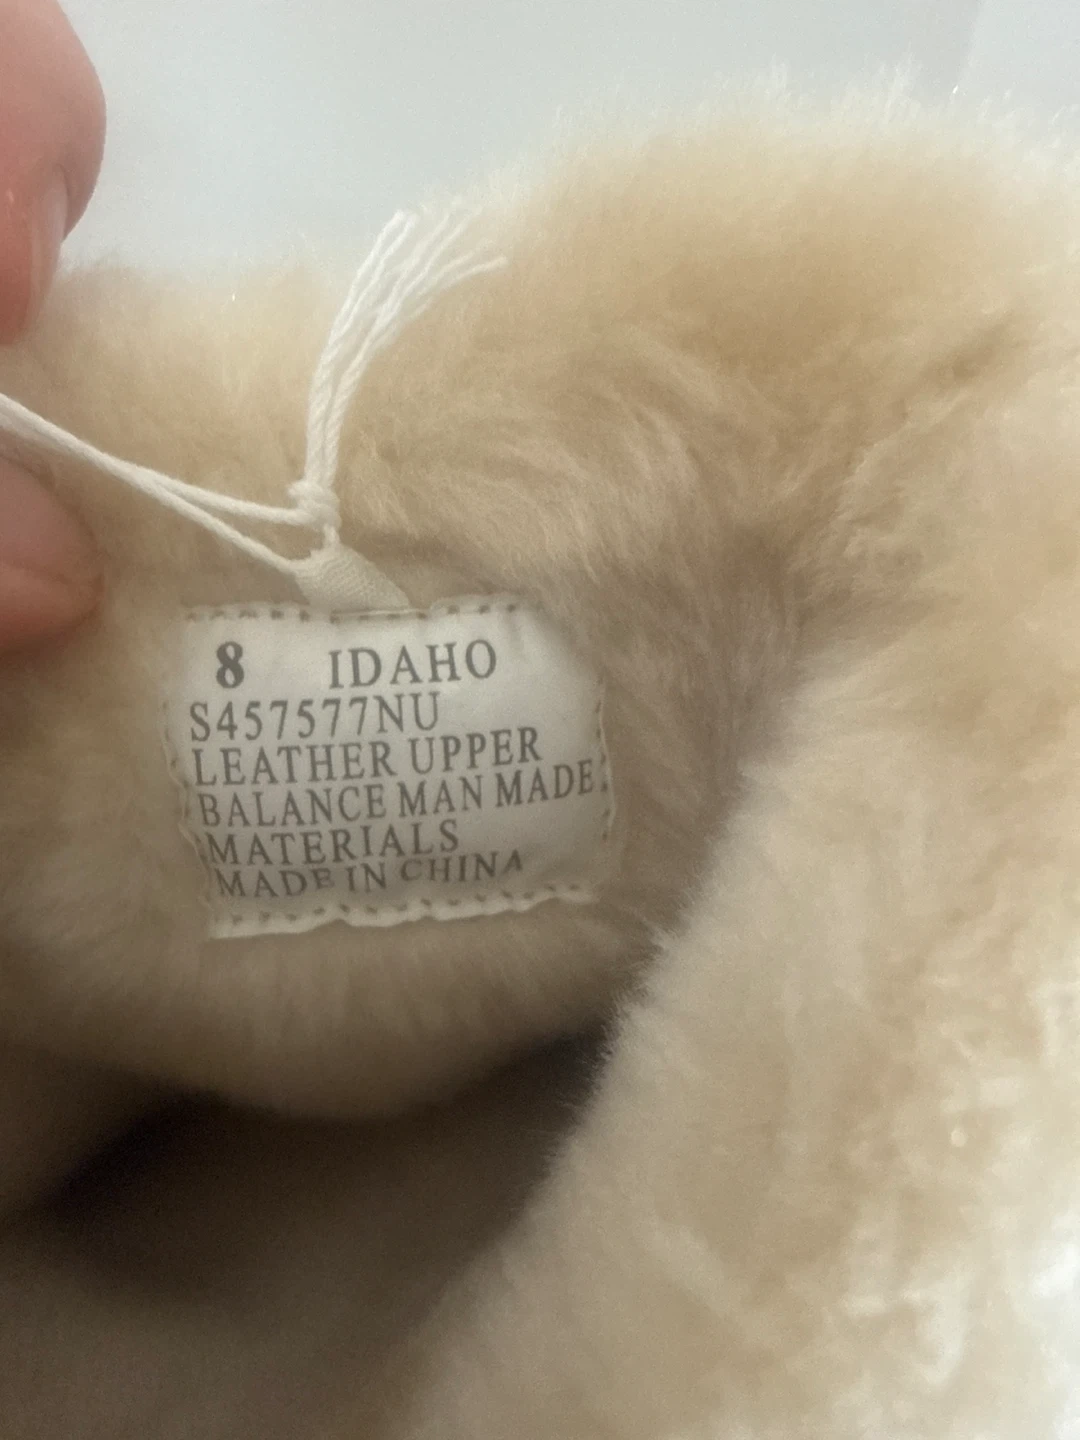 8 IDAHO
S457577NU
LEATHER UPPER
BALANCE MAN MADE
MATERIALS
MADE IN CHINA